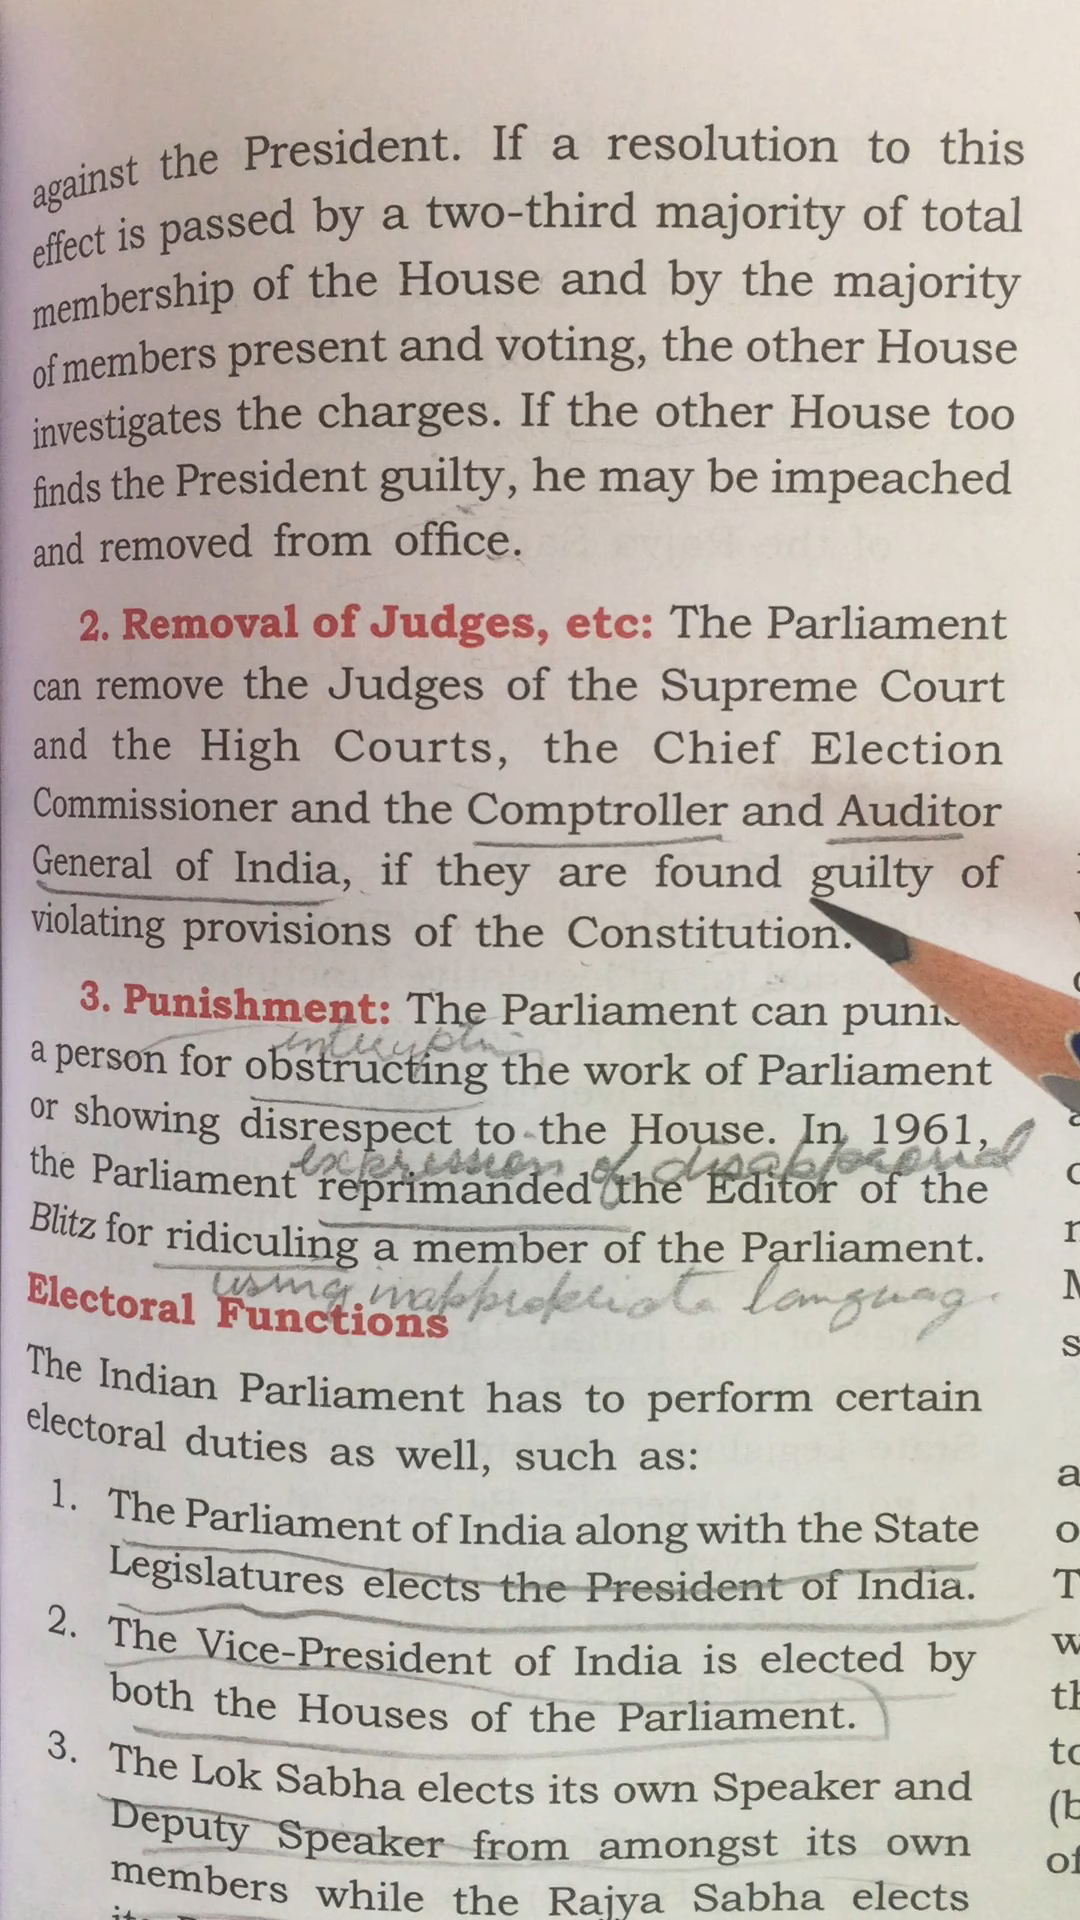 against the President. If a resolution to this
effect is passed by a two-third majority of total
membership of the House and by the majority
of members present and voting, the other House
investigates the charges. If the other House too
finds the President guilty, he may be impeached
and removed from office.
2. Removal of Judges, etc: The Parliament
can remove the Judges of the Supreme Court
and the High Courts, the Chief Election
Commissioner and the Comptroller and Auditor
General of India, if they are found guilty of
violating provisions of the Constitution.
3. Punishment: The Parliament can
a person for obstructing the work of Parliament
or showing disrespect to the House. In 1961,
expression of disapproval
the Parliament reprimanded the Editor of the
Blitz for ridiculing a member of the Parliament.
using
Electoral Functions
The Indian Parliament has to perform certain
electoral duties as well, such as:
1. The Parliament of India along with the State
Legislatures elects the President of India.
2. The Vice-President of India is elected by
both the Houses of the Parliament.
3. The Lok Sabha elects its own Speaker and
Deputy Speaker from amongst its own
members while the Rajya Sabha elects